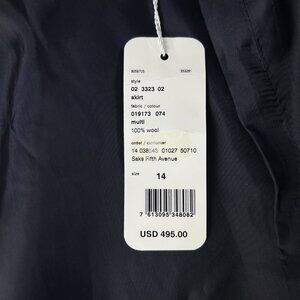 style
02 3323 02
skirt
fabric / colour
019173 074
multi
100% wool
order / customer
14 038643 01027 50710
Saks Fifth Avenue
size
14
7 613095 348082
USD 495.00